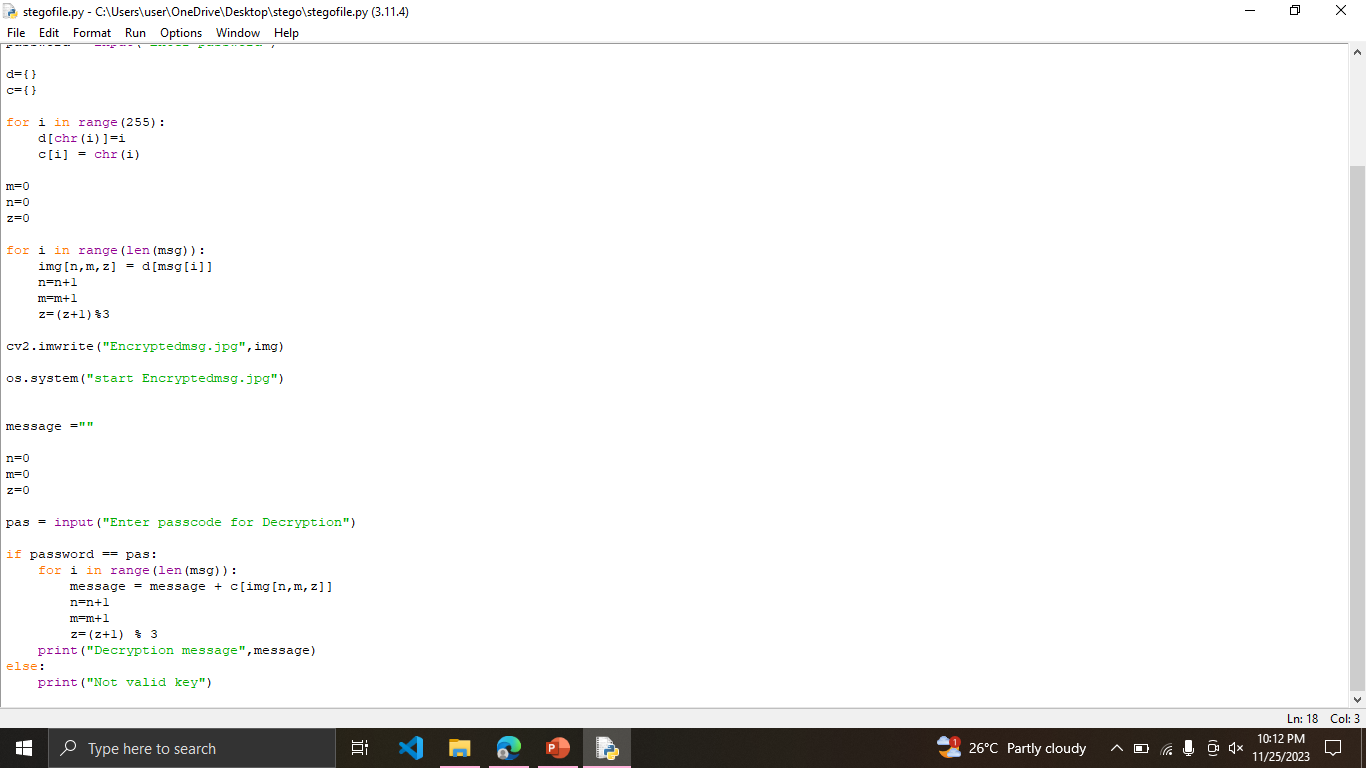 stegofile.py - C:\Users\user\OneDrive\Desktop\stego\stegofile.py (3.11.4)
File Edit Format Run Options Window Help
d={}
c={}
for i in range(255):
    d[chr(i)]=i
    c[i] = chr(i)
m=0
n=0
z=0
for i in range(len(msg)):
    img[n,m,z] = d[msg[i]]
    n=n+1
    m=m+1
    z=(z+1)%3
cv2.imwrite("Encryptedmsg.jpg",img)
os.system("start Encryptedmsg.jpg")
message =""
n=0
m=0
z=0
pas = input("Enter passcode for Decryption")
if password == pas:
    for i in range(len(msg)):
        message = message + c[img[n,m,z]]
        n=n+1
        m=m+1
        z=(z+1) % 3
    print("Decryption message",message)
else:
    print("Not valid key")
Ln: 18 Col: 3
Type here to search
1
26°C Partly cloudy
10:12 PM
11/25/2023